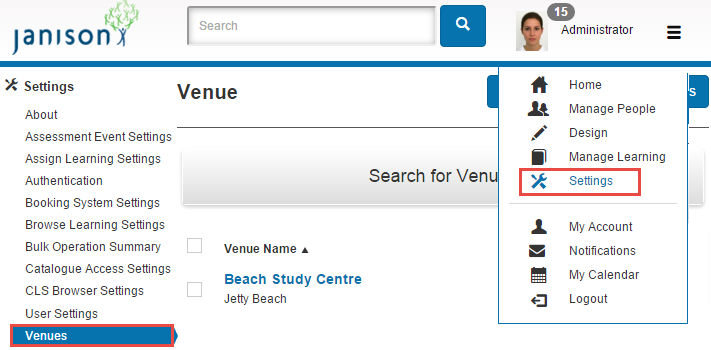 janison
Search
15
Administrator
Settings
About
Assessment Event Settings
Assign Learning Settings
Authentication
Booking System Settings
Browse Learning Settings
Bulk Operation Summary
Catalogue Access Settings
CLS Browser Settings
User Settings
Venues
Venue
s
Search for Venu
Venue Name ▲
Beach Study Centre
Jetty Beach
Home
Manage People
Design
Manage Learning
Settings
My Account
Notifications
My Calendar
Logout